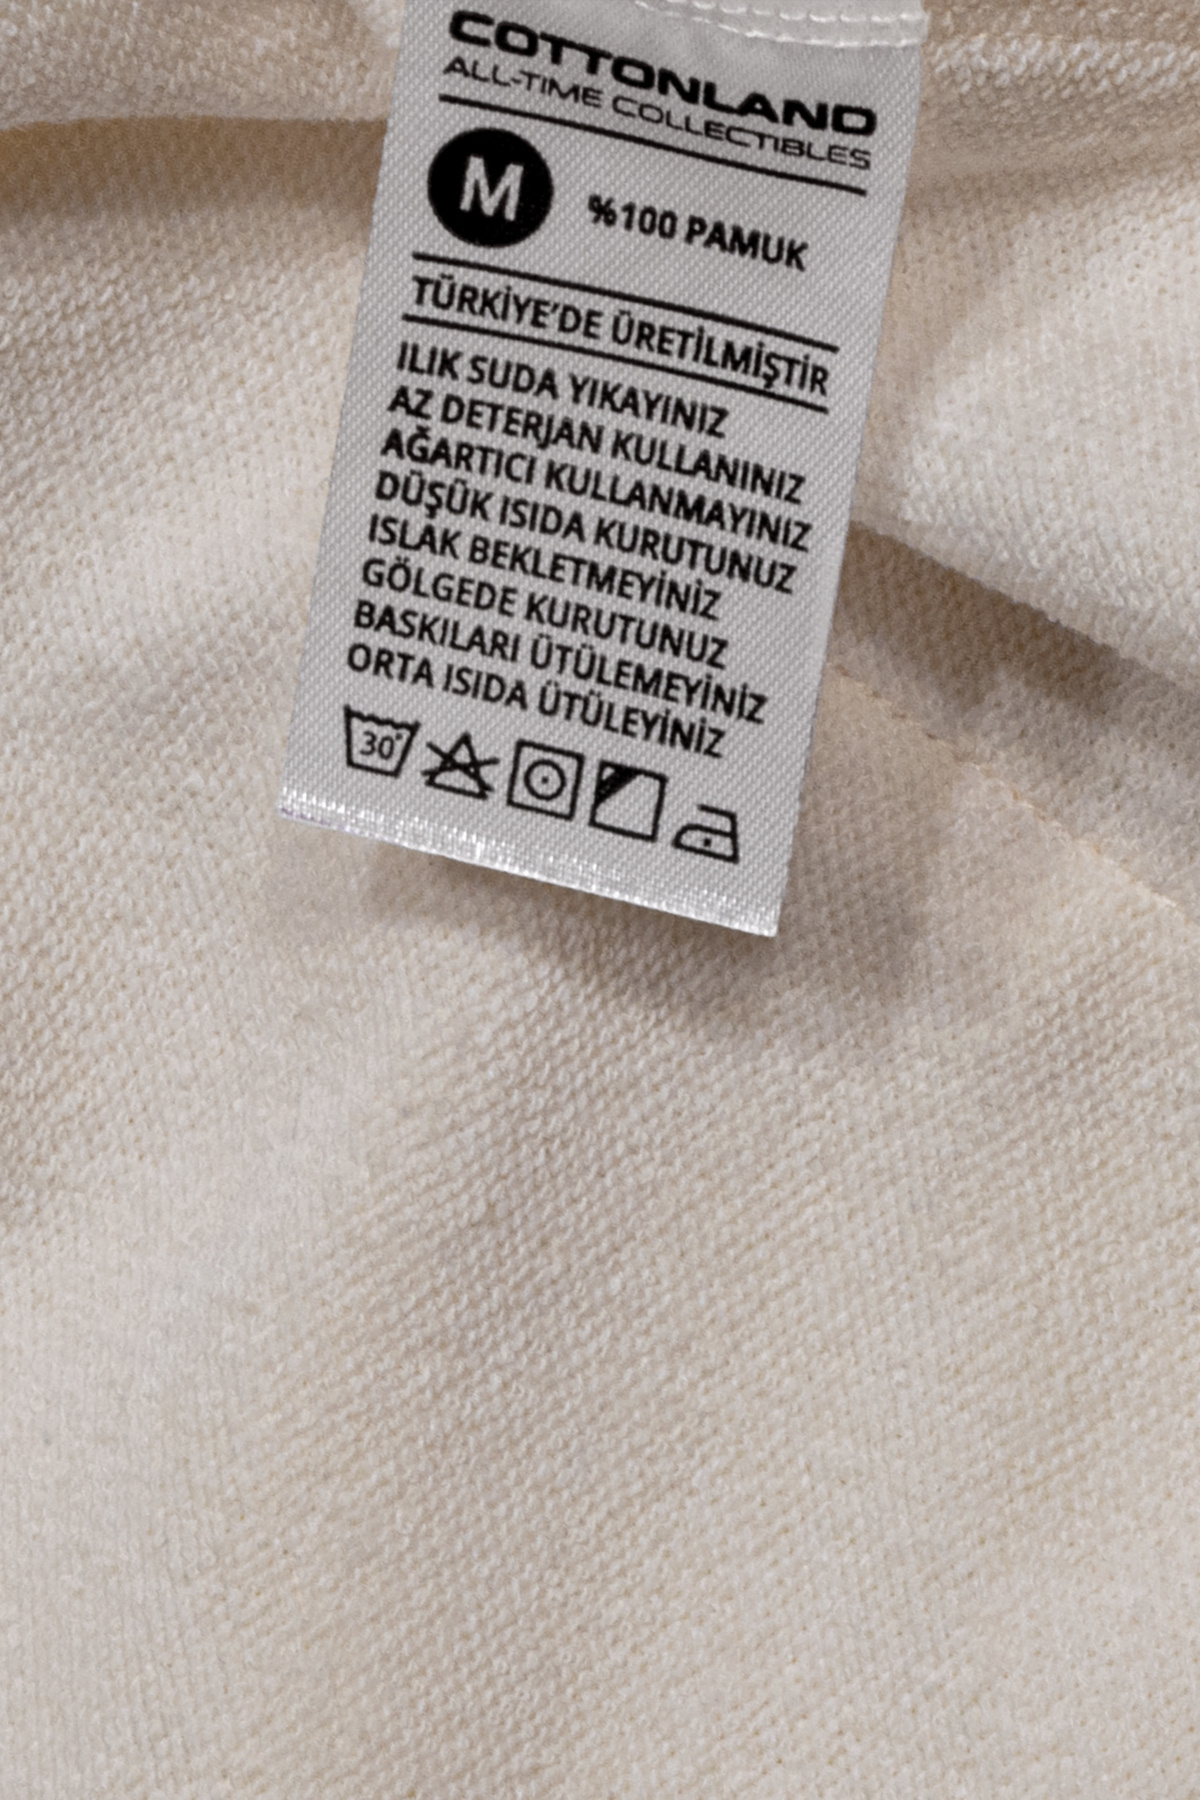 COTTONLAND
ALL-TIME COLLECTIBLES
M
%100 PAMUK
TÜRKİYE'DE ÜRETİLMİŞTİR
ILIK SUDA YIKAYINIZ
AZ DETERJAN KULLANINIZ
AĞARTICI KULLANMAYINIZ
DÜŞÜK ISIDA KURUTUNUZ
ISLAK BEKLETMEYİNİZ
GÖLGEDE KURUTUNUZ
BASKILARI ÜTÜLEMEYİNİZ
ORTA ISIDA ÜTÜLEYİNİZ
30°